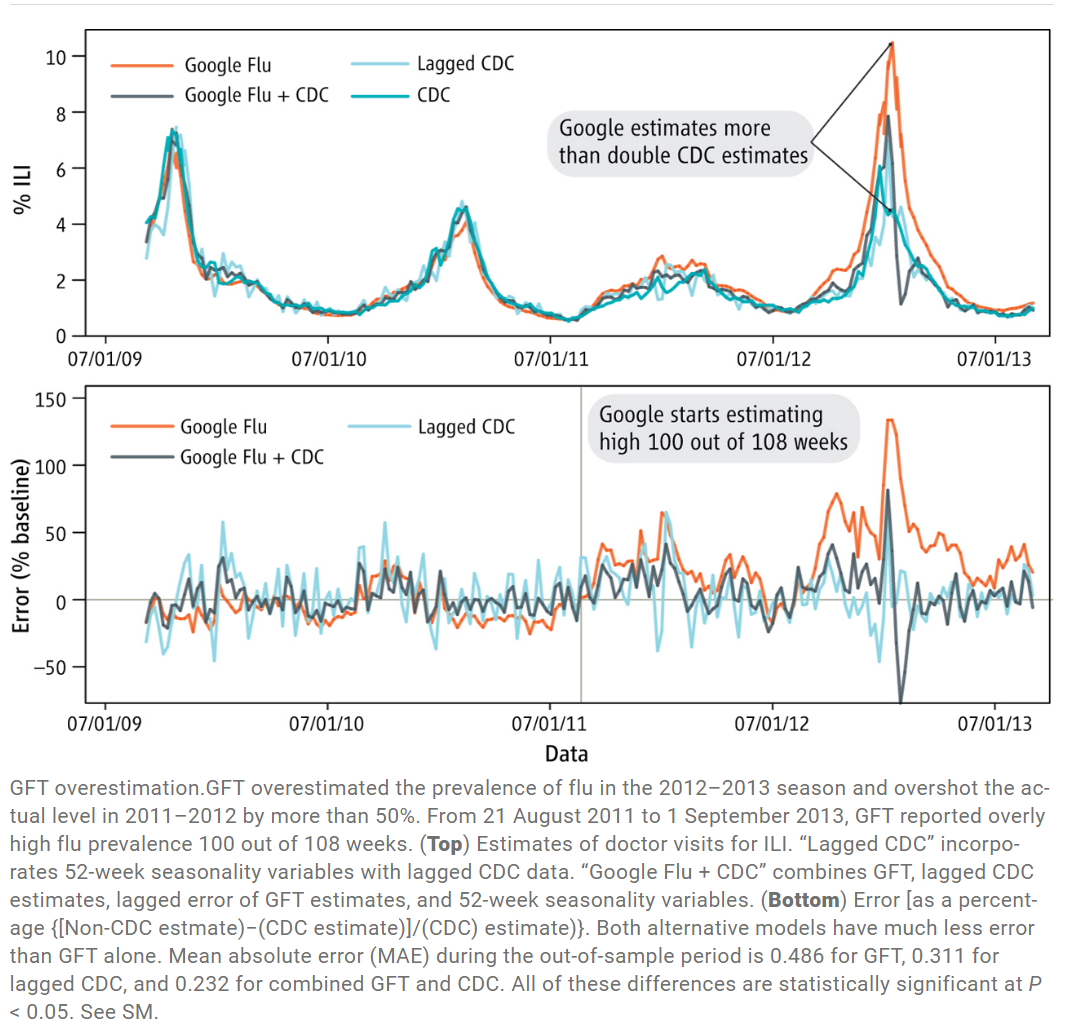 10
8
6
4
2
0
% ILI
Google Flu
Lagged CDC
Google Flu + CDC
CDC
Google estimates more
than double CDC estimates
07/01/09
07/01/10
07/01/11
07/01/12
07/01/13
150
100
50
0
−50
Error (% baseline)
Google Flu
Lagged CDC
Google Flu + CDC
Google starts estimating
high 100 out of 108 weeks
07/01/09
07/01/10
07/01/11
07/01/12
07/01/13
Data
GFT overestimation.GFT overestimated the prevalence of flu in the 2012–2013 season and overshot the ac-
tual level in 2011–2012 by more than 50%. From 21 August 2011 to 1 September 2013, GFT reported overly
high flu prevalence 100 out of 108 weeks. (Top) Estimates of doctor visits for ILI. “Lagged CDC” incorpo-
rates 52-week seasonality variables with lagged CDC data. “Google Flu + CDC” combines GFT, lagged CDC
estimates, lagged error of GFT estimates, and 52-week seasonality variables. (Bottom) Error [as a percent-
age {[Non-CDC estmate)−(CDC estimate)]/(CDC) estimate)}. Both alternative models have much less error
than GFT alone. Mean absolute error (MAE) during the out-of-sample period is 0.486 for GFT, 0.311 for
lagged CDC, and 0.232 for combined GFT and CDC. All of these differences are statistically significant at P
< 0.05. See SM.